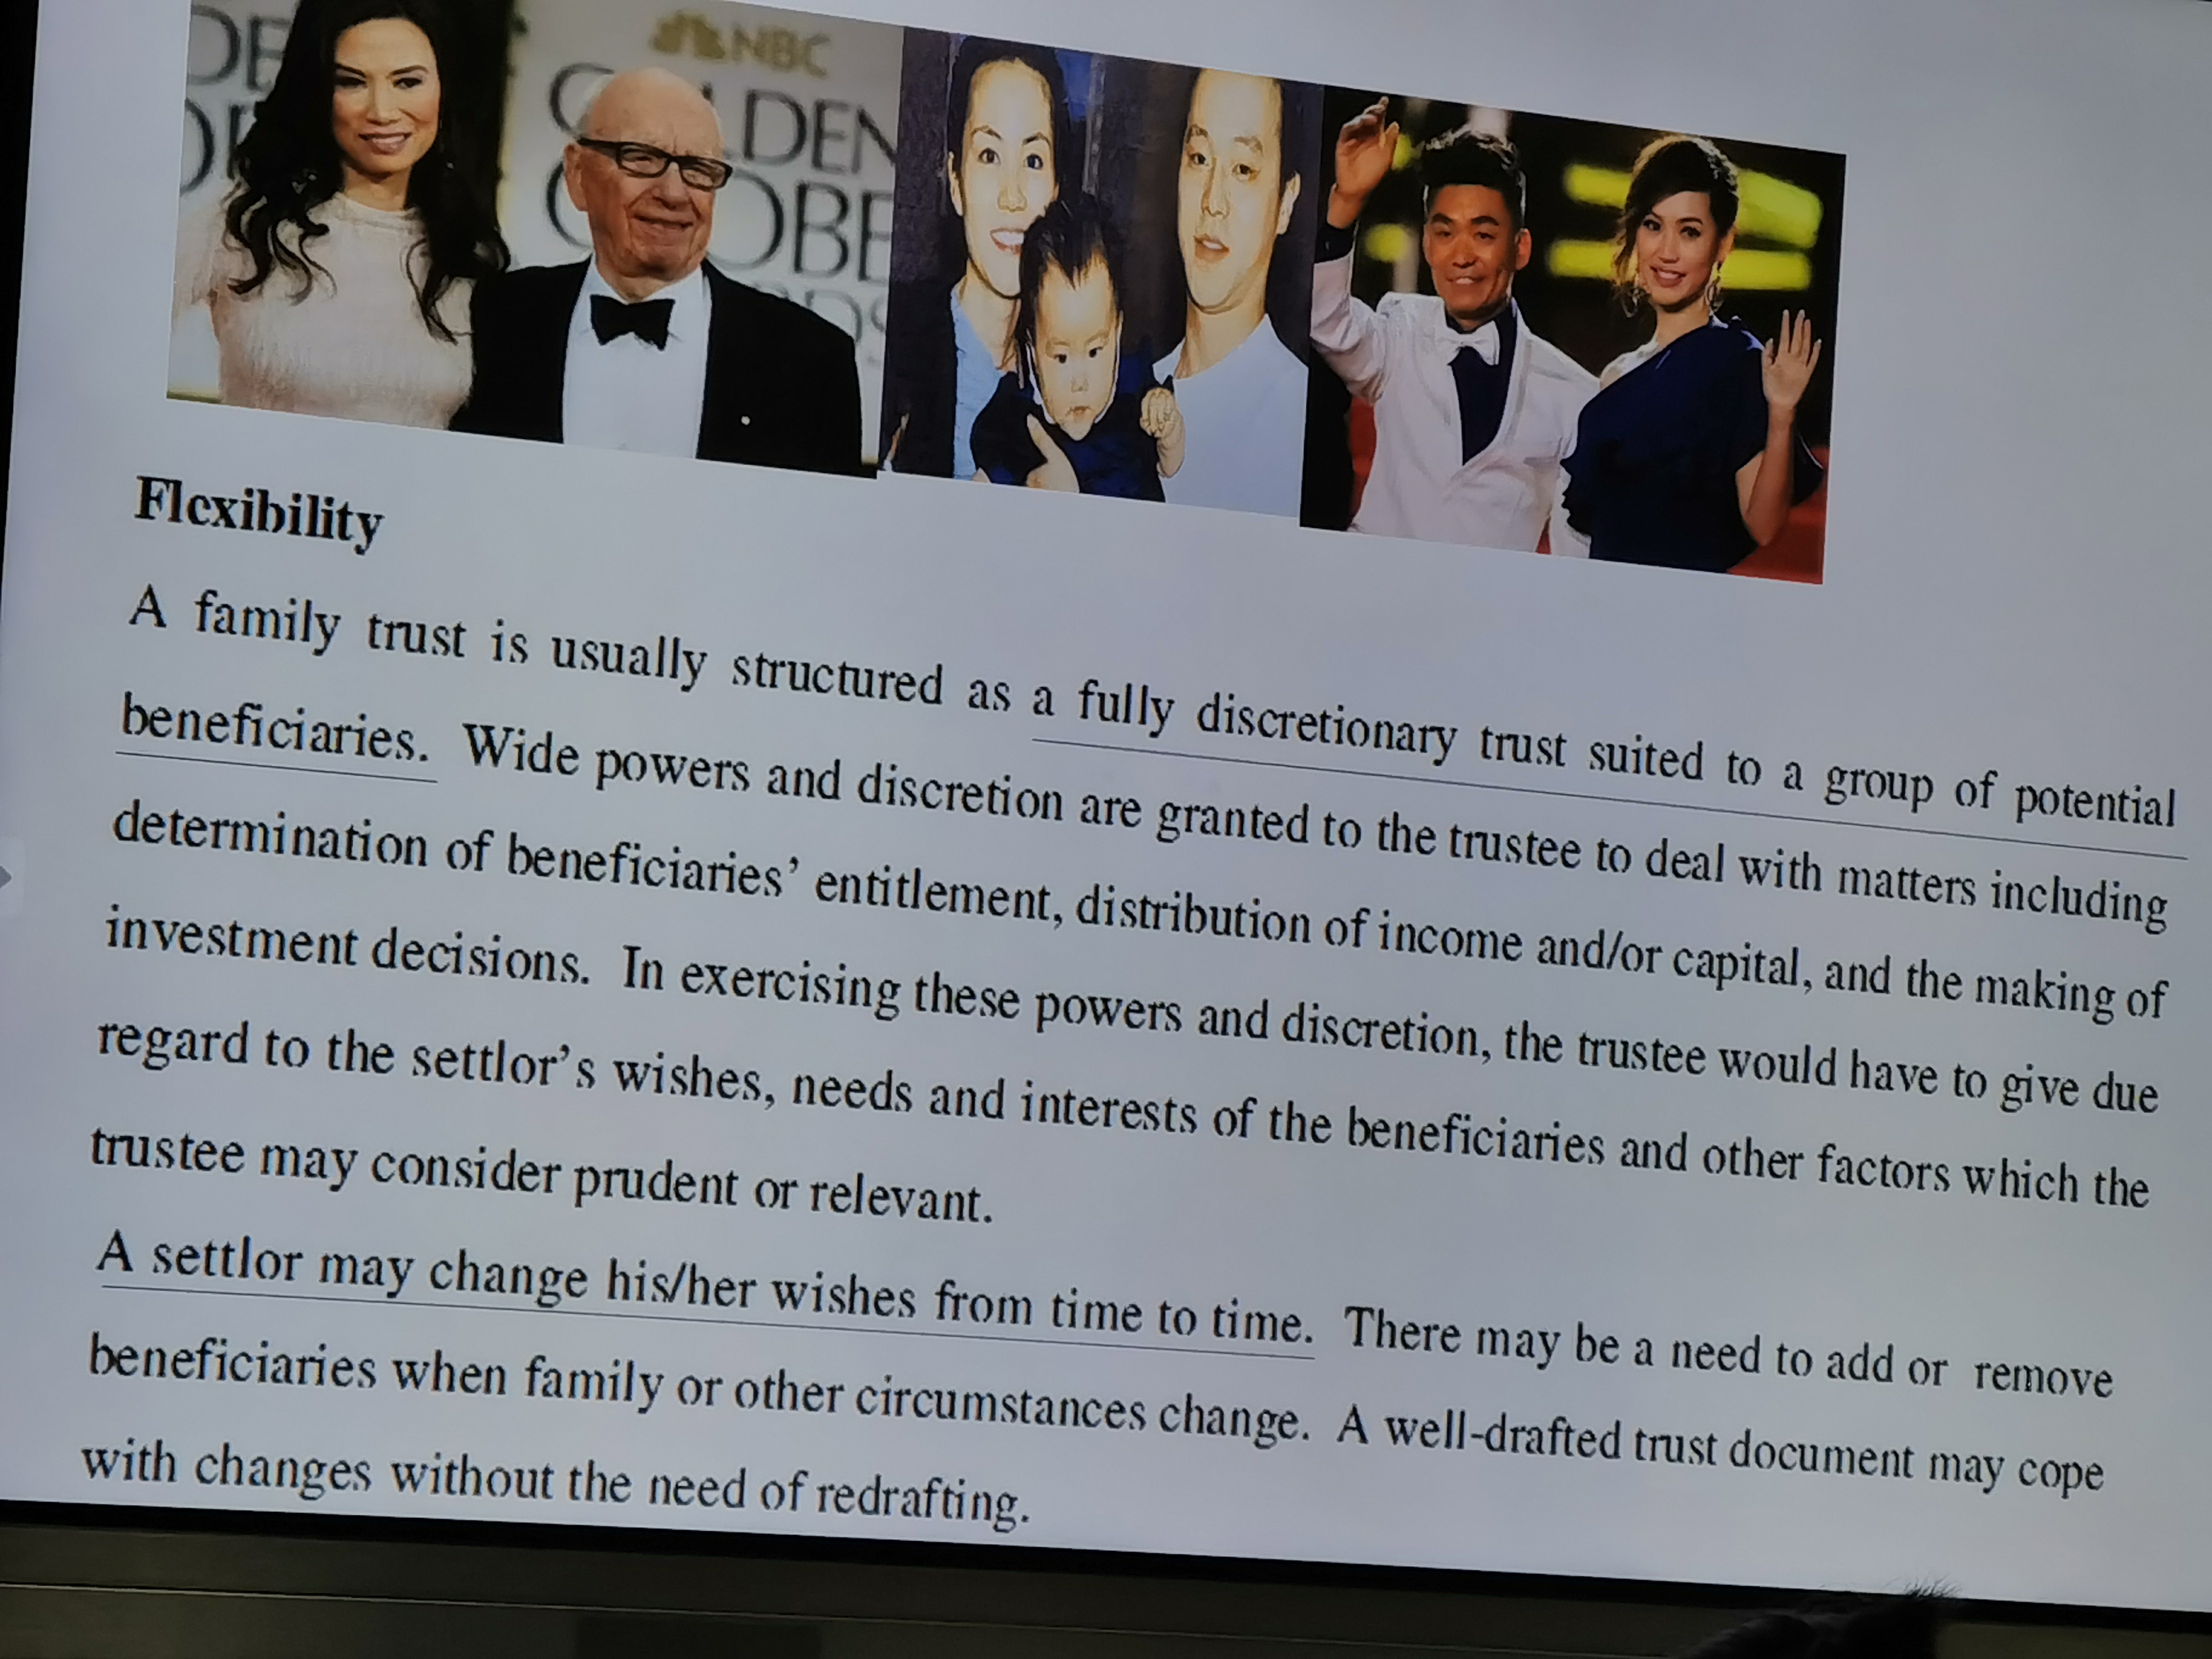 NBC
GOLDEN
GLOBE
Flexibility
A family trust is usually structured as a fully discretionary trust suited to a group of potential
beneficiaries. Wide powers and discretion are granted to the trustee to deal with matters including
determination of beneficiaries' entitlement, distribution of income and/or capital, and the making of
investment decisions. In exercising these powers and discretion, the trustee would have to give due
regard to the settlor's wishes, needs and interests of the beneficiaries and other factors which the
trustee may consider prudent or relevant.
A settlor may change his/her wishes from time to time. There may be a need to add or remove
beneficiaries when family or other circumstances change. A well-drafted trust document may cope
with changes without the need of redrafting.